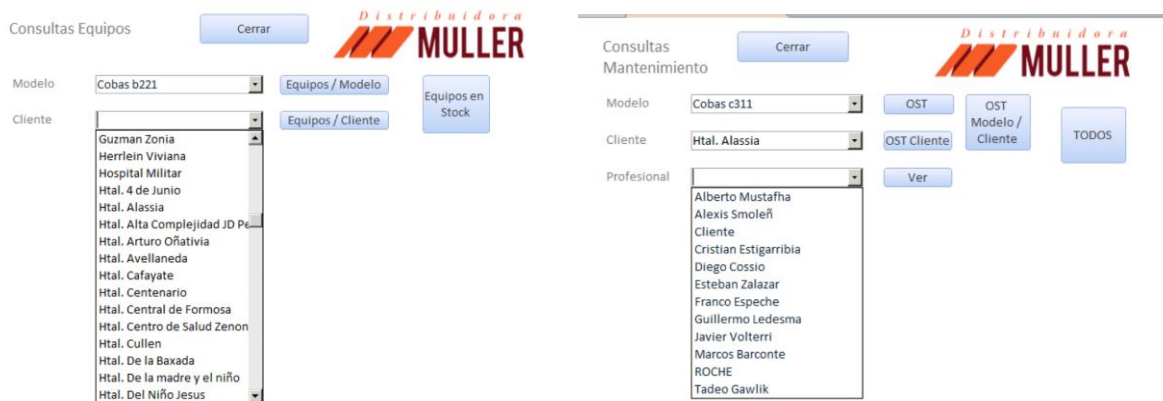 Consultas Equipos
Cerrar
Distribuidora
MULLER
Modelo
Cobas b221
Equipos / Modelo
Equipos en
Stock
Cliente
Equipos / Cliente
Guzman Zonia
Herrlein Viviana
Hospital Militar
Htal. 4 de Junio
Htal. Alassia
Htal. Alta Complejidad JD Pe
Htal. Arturo Oñativia
Htal. Avellaneda
Htal. Cafayate
Htal. Centenario
Htal. Central de Formosa
Htal. Centro de Salud Zenon
Htal. Cullen
Htal. De la Baxada
Htal. De la madre y el niño
Htal. Del Niño Jesus
Consultas
Mantenimiento
Cerrar
Distribuidora
MULLER
Modelo
Cobas c311
OST
OST
Modelo /
Cliente
TODOS
Cliente
Htal. Alassia
OST Cliente
Profesional
Ver
Alberto Mustafha
Alexis Smoleñ
Cliente
Cristian Estigarribia
Diego Cossio
Esteban Zalazar
Franco Espeche
Guillermo Ledesma
Javier Volterri
Marcos Barconte
ROCHE
Tadeo Gawlik